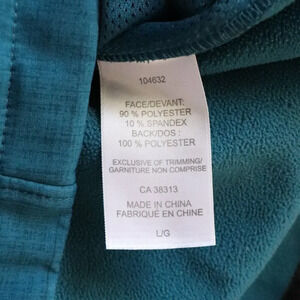 104632
FACE/DEVANT:
90 % POLYESTER
10 % SPANDEX
BACK/DOS :
100 % POLYESTER
EXCLUSIVE OF TRIMMING/
GARNITURE NON COMPRISE
CA 38313
MADE IN CHINA
FABRIQUÉ EN CHINE
L/G